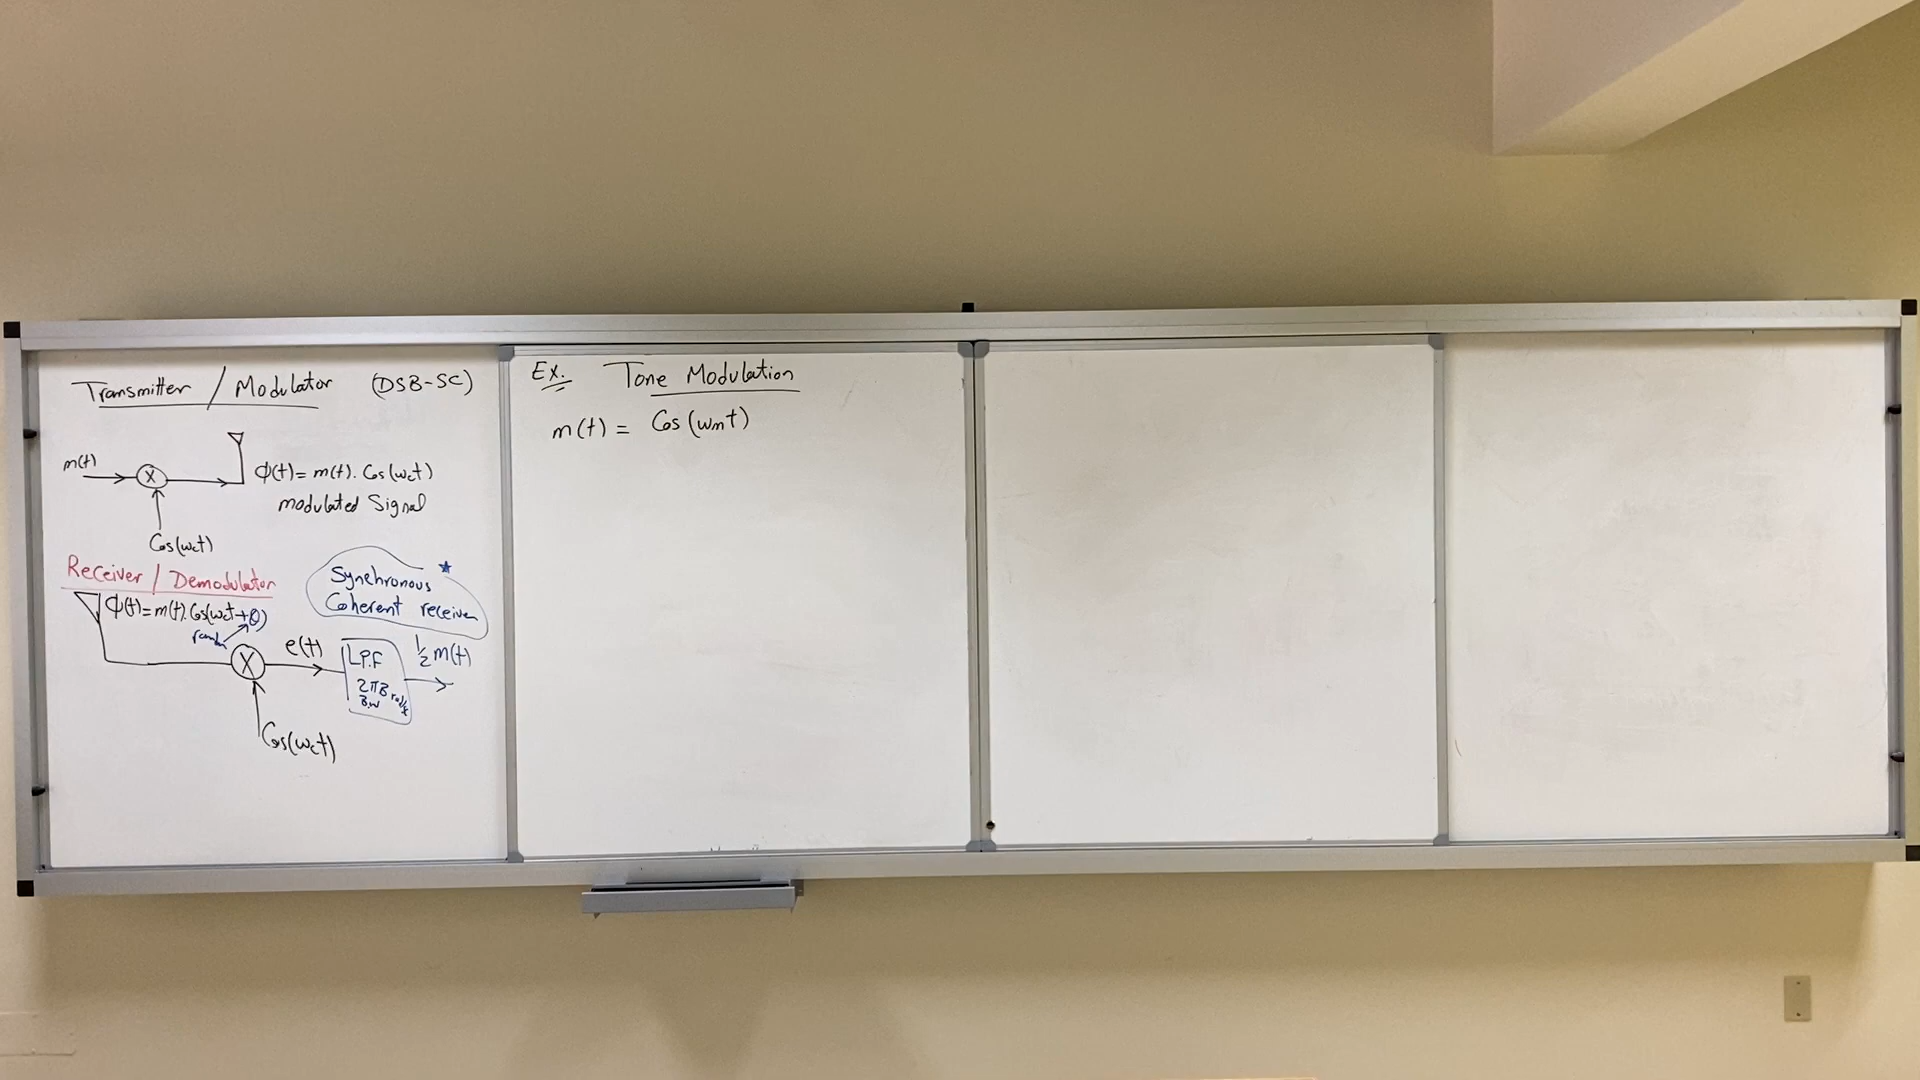 Transmitter / Modulator (DSB-SC)
m(t)
X
φ(t) = m(t). Cos(wct)
modulated Signal
Cos(wct)
Receiver / Demodulator
Synchronous
Coherent receiver
φ(t) = m(t). Cos(wct+θ)
X
e(t)
L.P.F
2πB rad/s
B.W
1/2 m(t)
Cos(wct)
Ex. Tone Modulation
m(t) = Cos(wmt)